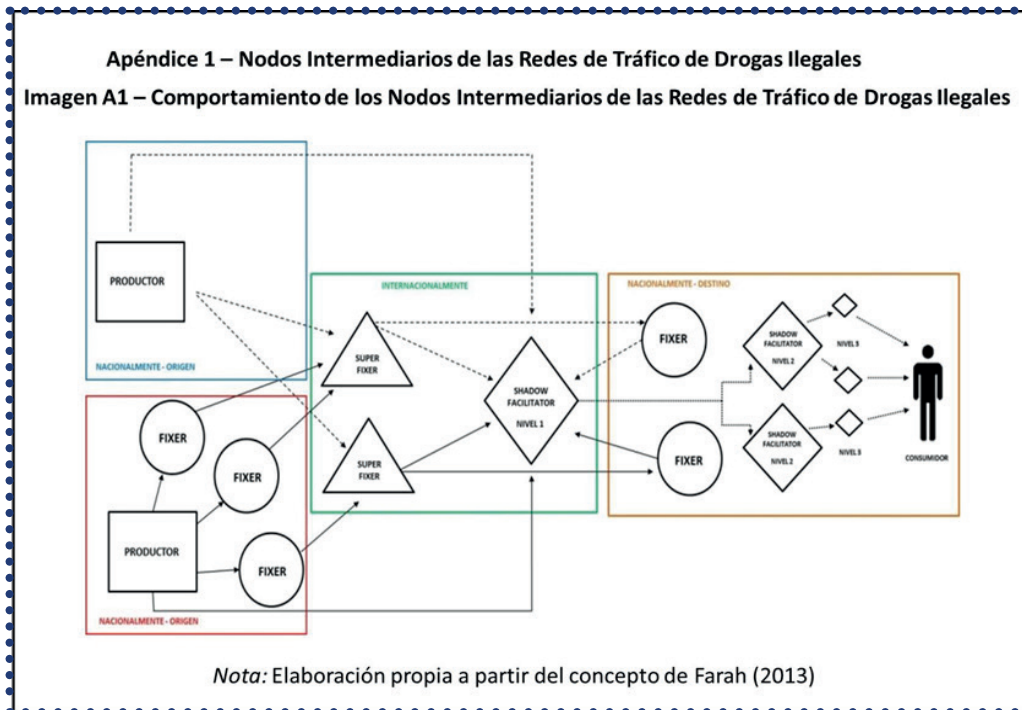 Apéndice 1 – Nodos Intermediarios de las Redes de Tráfico de Drogas Ilegales
Imagen A1 – Comportamiento de los Nodos Intermediarios de las Redes de Tráfico de Drogas Ilegales
PRODUCTOR
NACIONALMENTE - ORIGEN
INTERNACIONALMENTE
SUPER
FIXER
SHADOW
FACILITATOR
NIVEL 1
SUPER
FIXER
NACIONALMENTE - DESTINO
FIXER
FIXER
SHADOW
FACILITATOR
NIVEL 2
NIVEL 3
SHADOW
FACILITATOR
NIVEL 2
NIVEL 3
CONSUMIDOR
FIXER
FIXER
FIXER
PRODUCTOR
NACIONALMENTE - ORIGEN
Nota: Elaboración propia a partir del concepto de Farah (2013)